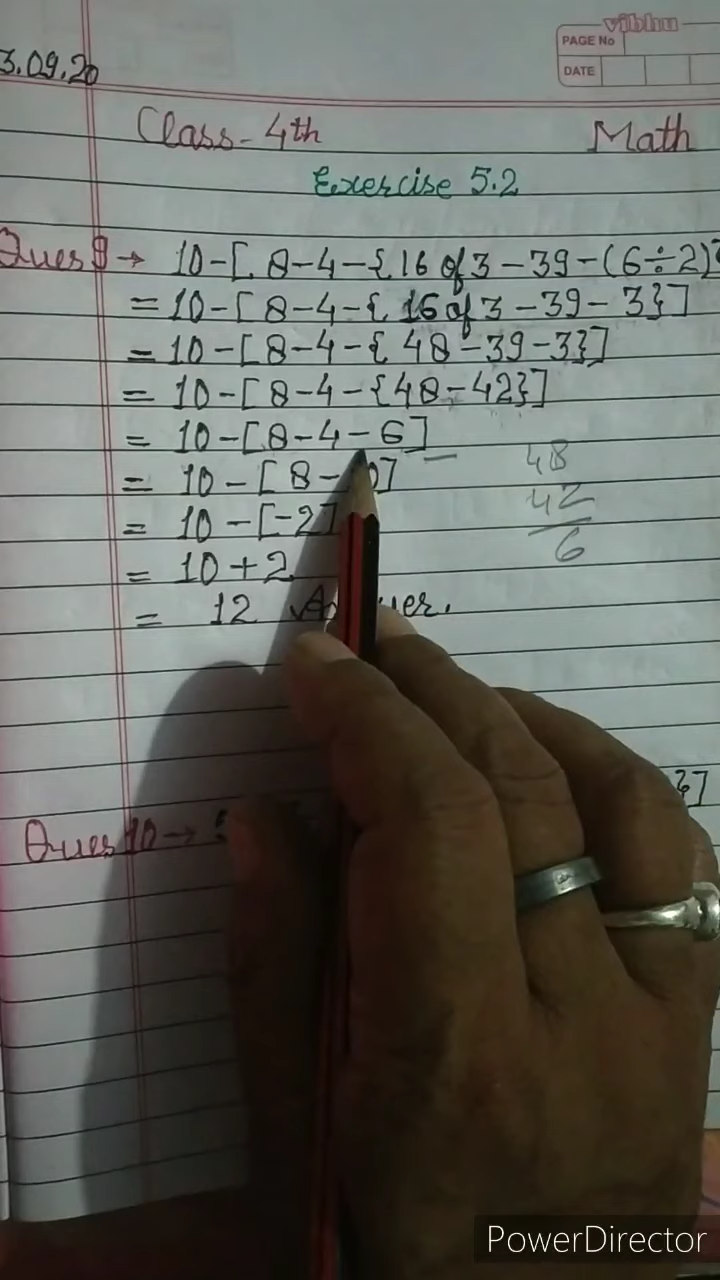 vibhu
PAGE No
DATE
3.09.20
Class-4th Math
Exercise 5.2
Ques 9 → 10-[8-4-{16 of 3-39-(6÷2)
=10-[8-4-{16 of 3-39-3}]
=10-[8-4-{48-39-3}]
= 10-[8-4-{48-42}]
= 10-[8-4-6]
= 10-[8- 0]
= 10-[-2]
= 10+2
= 12
48
42
6
Ques 10 →
}]
PowerDirector